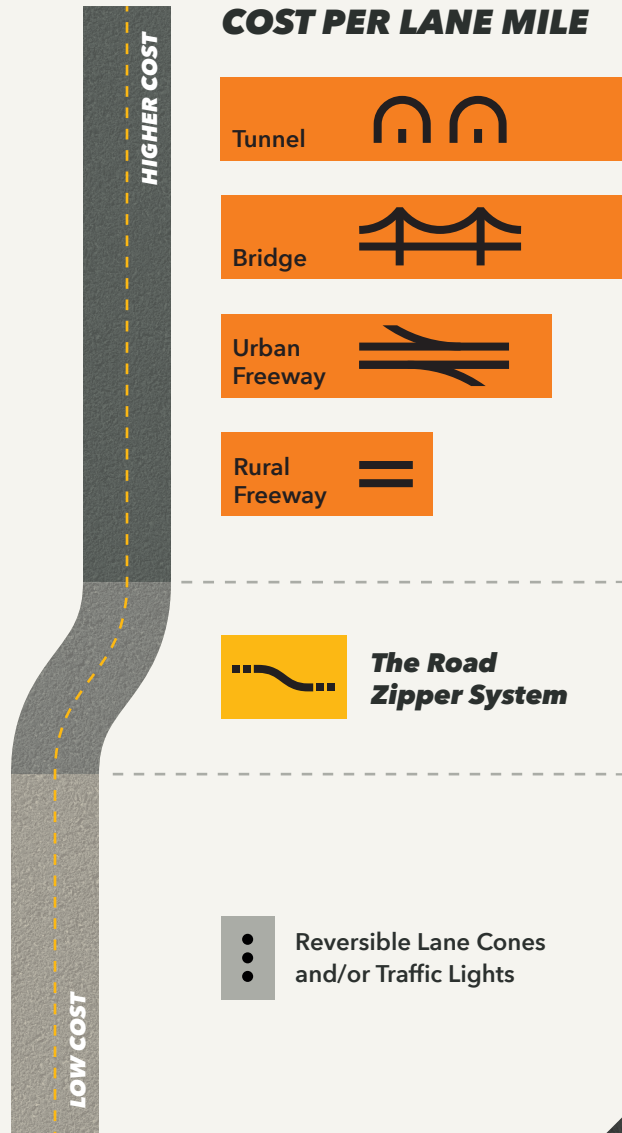 COST PER LANE MILE
HIGHER COST
Tunnel
Bridge
Urban
Freeway
Rural
Freeway
The Road
Zipper System
Reversible Lane Cones
and/or Traffic Lights
LOW COST